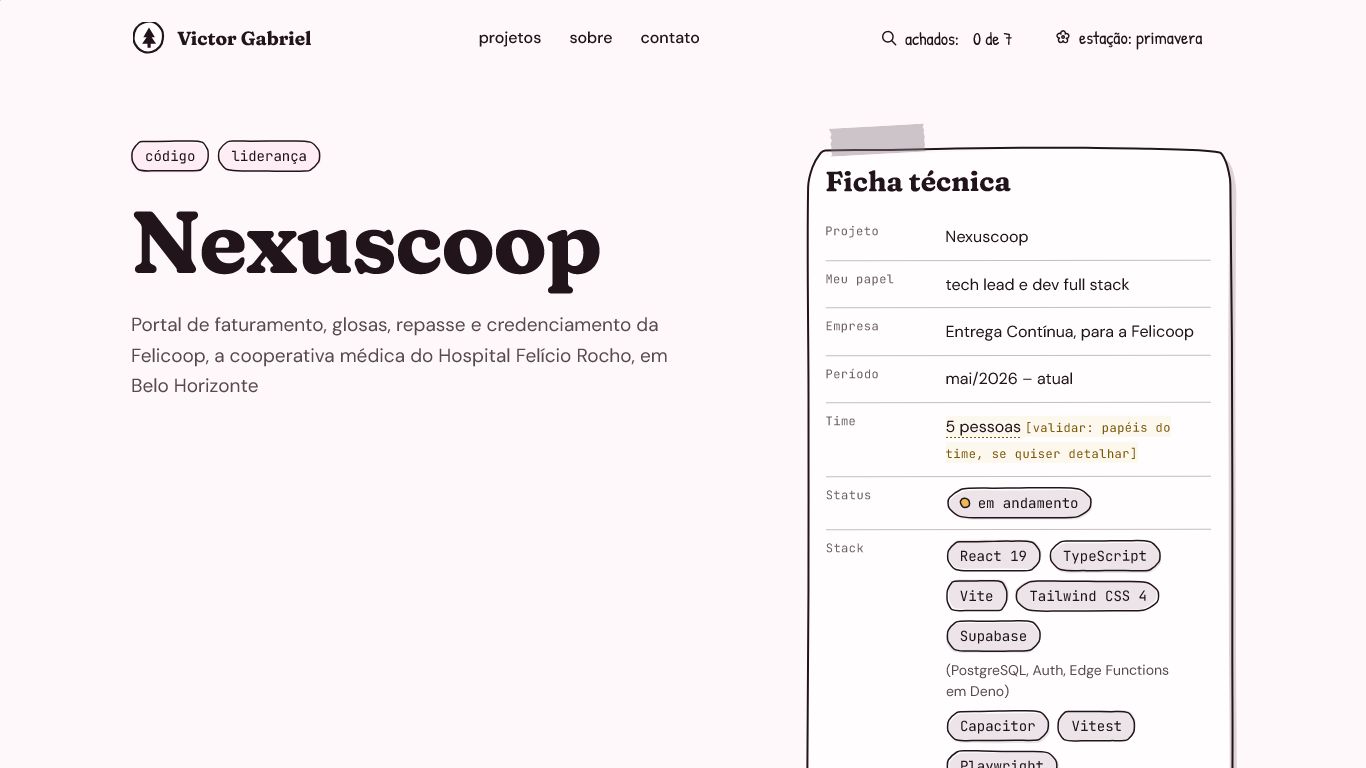 Victor Gabriel
projetos sobre contato
achados: 0 de 7
estação: primavera
código liderança
Nexuscoop
Portal de faturamento, glosas, repasse e credenciamento da
Felicoop, a cooperativa médica do Hospital Felício Rocho, em
Belo Horizonte
Ficha técnica
Projeto Nexuscoop
Meu papel tech lead e dev full stack
Empresa Entrega Contínua, para a Felicoop
Período mai/2026 – atual
Time 5 pessoas [validar: papéis do
time, se quiser detalhar]
Status em andamento
Stack React 19 TypeScript
Vite Tailwind CSS 4
Supabase
(PostgreSQL, Auth, Edge Functions
em Deno)
Capacitor Vitest
Playwright